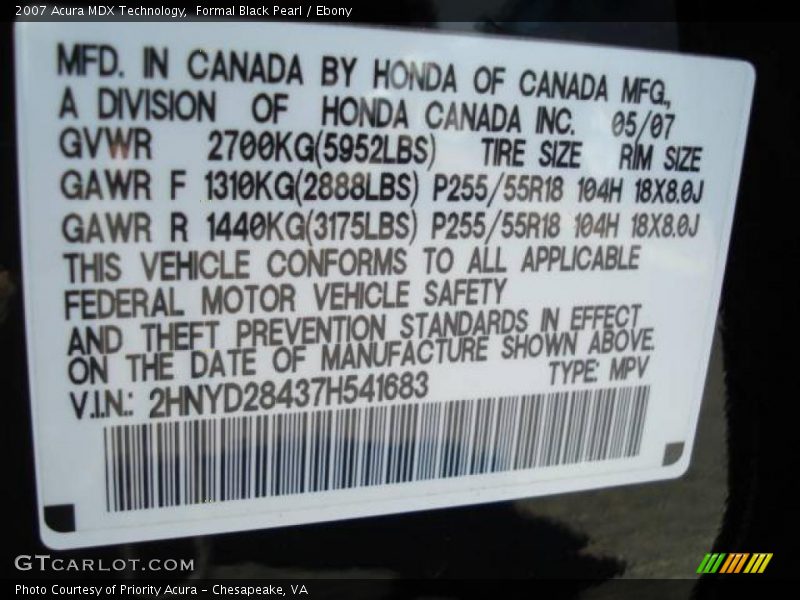 2007 Acura MDX Technology,  Formal Black Pearl / Ebony
MFD. IN CANADA BY HONDA OF CANADA MFG.,
A DIVISION OF HONDA CANADA INC. 05/07
GVWR 2700KG(5952LBS) TIRE SIZE RIM SIZE
GAWR F 1310KG(2888LBS) P255/55R18 104H 18X8.0J
GAWR R 1440KG(3175LBS) P255/55R18 104H 18X8.0J
THIS VEHICLE CONFORMS TO ALL APPLICABLE
FEDERAL MOTOR VEHICLE SAFETY
AND THEFT PREVENTION STANDARDS IN EFFECT
ON THE DATE OF MANUFACTURE SHOWN ABOVE.
V.I.N.: 2HNYD28437H541683 TYPE: MPV
GTCARLOT.COM
Photo Courtesy of Priority Acura - Chesapeake, VA